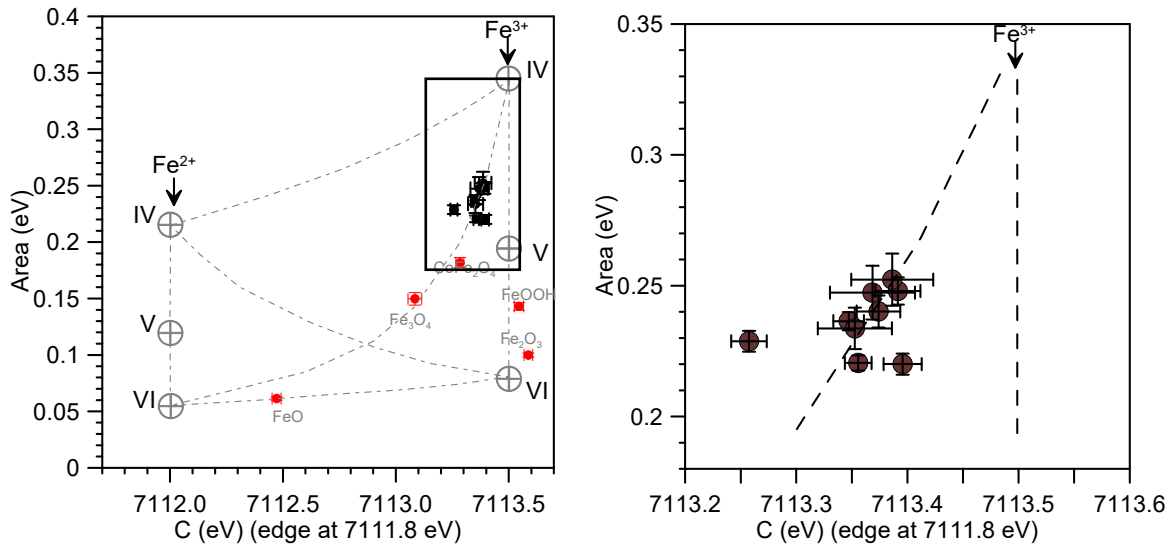 0.4
0.35
0.3
0.25
0.2
0.15
0.1
0.05
0
Area (eV)
Fe2+
Fe3+
IV
V
VI
IV
V
VI
CoFe2O4
FeOOH
Fe3O4
Fe2O3
FeO
7112.0
7112.5
7113.0
7113.5
C (eV) (edge at 7111.8 eV)
0.35
0.3
0.25
0.2
Area (eV)
Fe3+
7113.2
7113.3
7113.4
7113.5
7113.6
C (eV) (edge at 7111.8 eV)